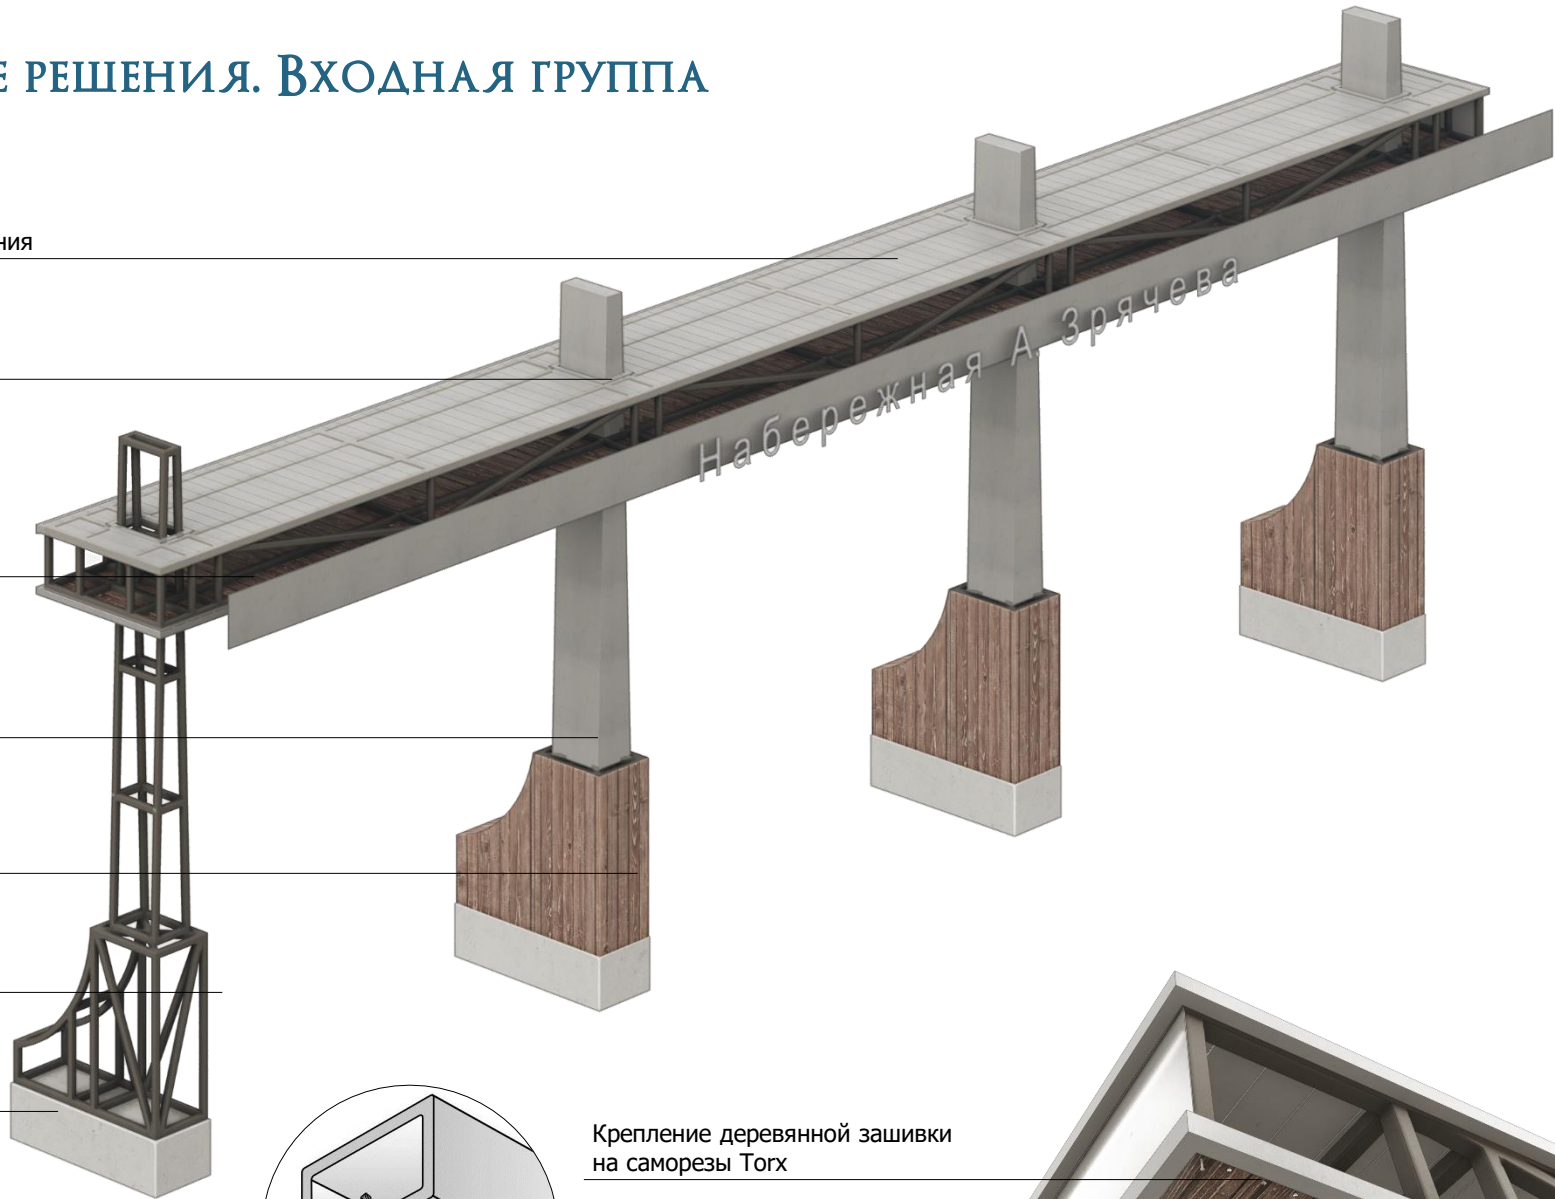 Е РЕШЕНИЯ. ВХОДНАЯ ГРУППА
ния
Набережная А. Зрячева
Крепление деревянной зашивки
на саморезы Torx